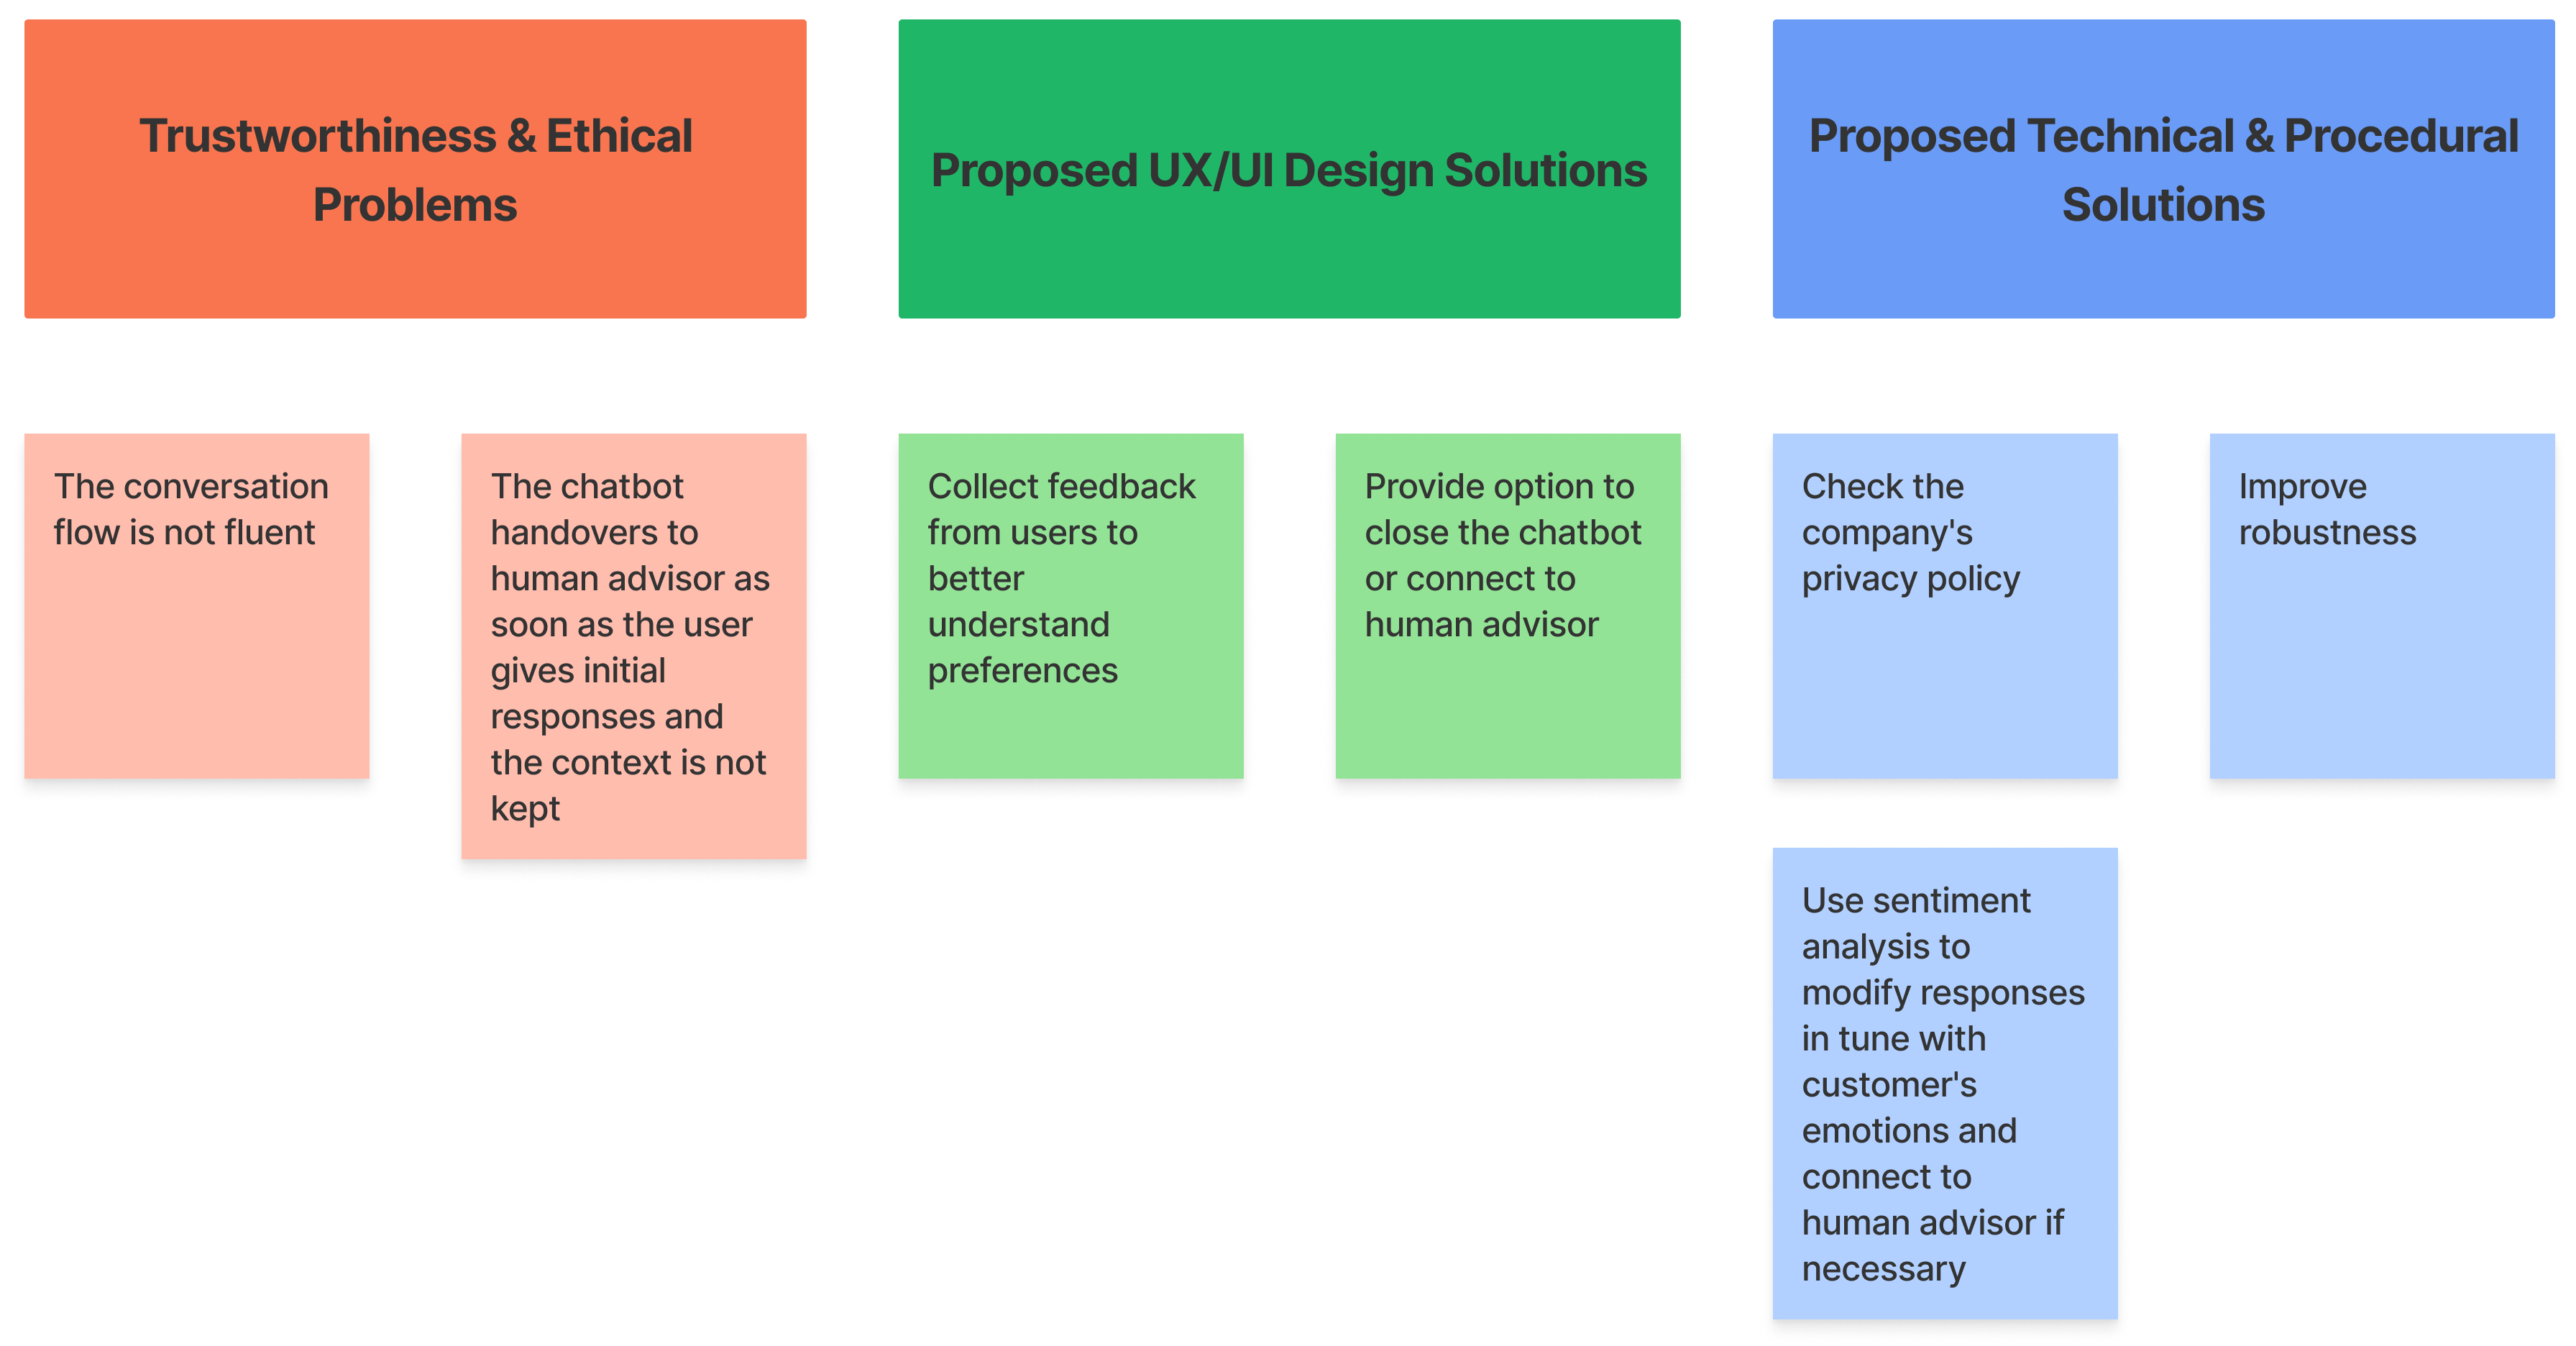 Trustworthiness & Ethical
Problems
Proposed UX/UI Design Solutions
Proposed Technical & Procedural
Solutions
The conversation
flow is not fluent
The chatbot
handovers to
human advisor as
soon as the user
gives initial
responses and
the context is not
kept
Collect feedback
from users to
better
understand
preferences
Provide option to
close the chatbot
or connect to
human advisor
Check the
company's
privacy policy
Improve
robustness
Use sentiment
analysis to
modify responses
in tune with
customer's
emotions and
connect to
human advisor if
necessary